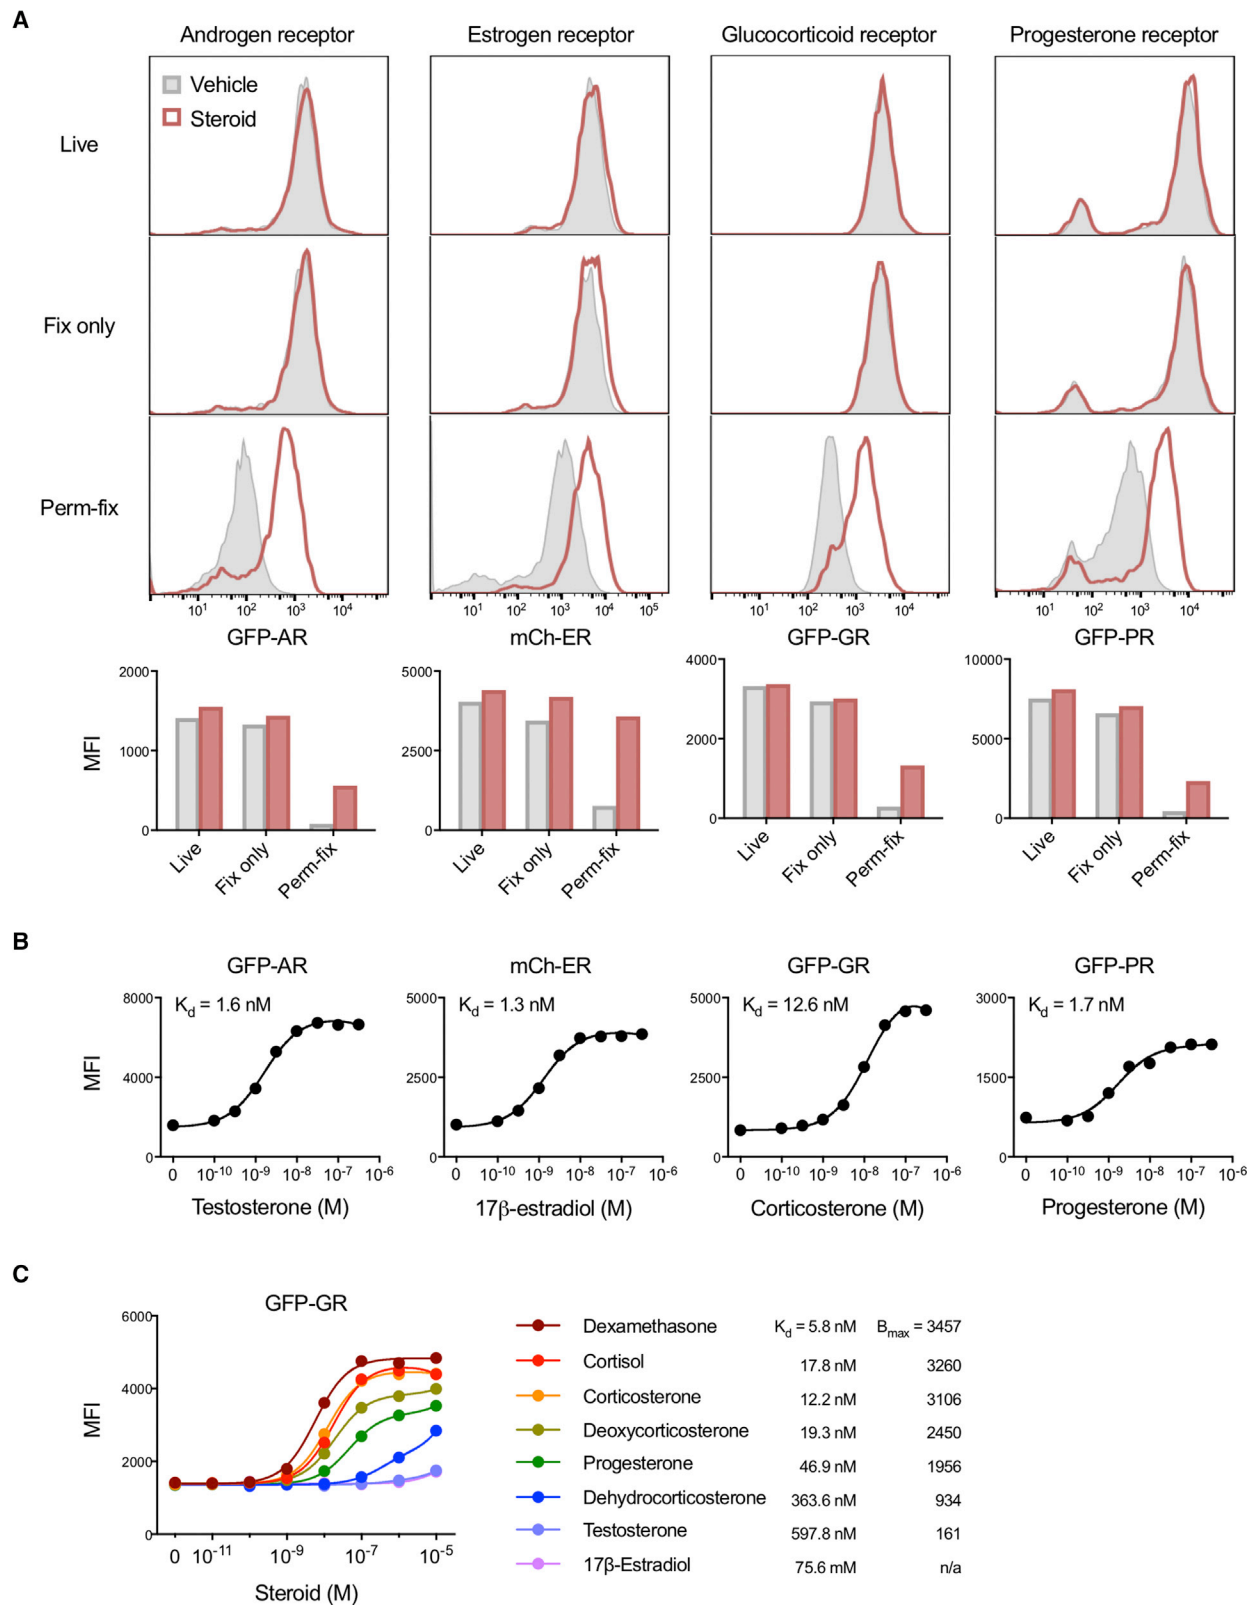 A
Androgen receptor
Estrogen receptor
Glucocorticoid receptor
Progesterone receptor
Vehicle
Steroid
Live
Fix only
Perm-fix
10¹ 10² 10³ 10⁴
10² 10³ 10⁴ 10⁵
10¹ 10² 10³ 10⁴
10¹ 10² 10³ 10⁴
GFP-AR
mCh-ER
GFP-GR
GFP-PR
MFI
2000
1000
0
Live Fix only Perm-fix
5000
2500
0
Live Fix only Perm-fix
4000
2000
0
Live Fix only Perm-fix
10000
5000
0
Live Fix only Perm-fix
B
GFP-AR
Kd = 1.6 nM
MFI
8000
4000
0
0 10⁻¹⁰ 10⁻⁹ 10⁻⁸ 10⁻⁷ 10⁻⁶
Testosterone (M)
mCh-ER
Kd = 1.3 nM
5000
2500
0
0 10⁻¹⁰ 10⁻⁹ 10⁻⁸ 10⁻⁷ 10⁻⁶
17β-estradiol (M)
GFP-GR
Kd = 12.6 nM
5000
2500
0
0 10⁻¹⁰ 10⁻⁹ 10⁻⁸ 10⁻⁷ 10⁻⁶
Corticosterone (M)
GFP-PR
Kd = 1.7 nM
3000
1500
0
0 10⁻¹⁰ 10⁻⁹ 10⁻⁸ 10⁻⁷ 10⁻⁶
Progesterone (M)
C
GFP-GR
MFI
6000
4000
2000
0
0 10⁻¹¹ 10⁻⁹ 10⁻⁷ 10⁻⁵
Steroid (M)
Dexamethasone Kd = 5.8 nM Bmax = 3457
Cortisol 17.8 nM 3260
Corticosterone 12.2 nM 3106
Deoxycorticosterone 19.3 nM 2450
Progesterone 46.9 nM 1956
Dehydrocorticosterone 363.6 nM 934
Testosterone 597.8 nM 161
17β-Estradiol 75.6 mM n/a